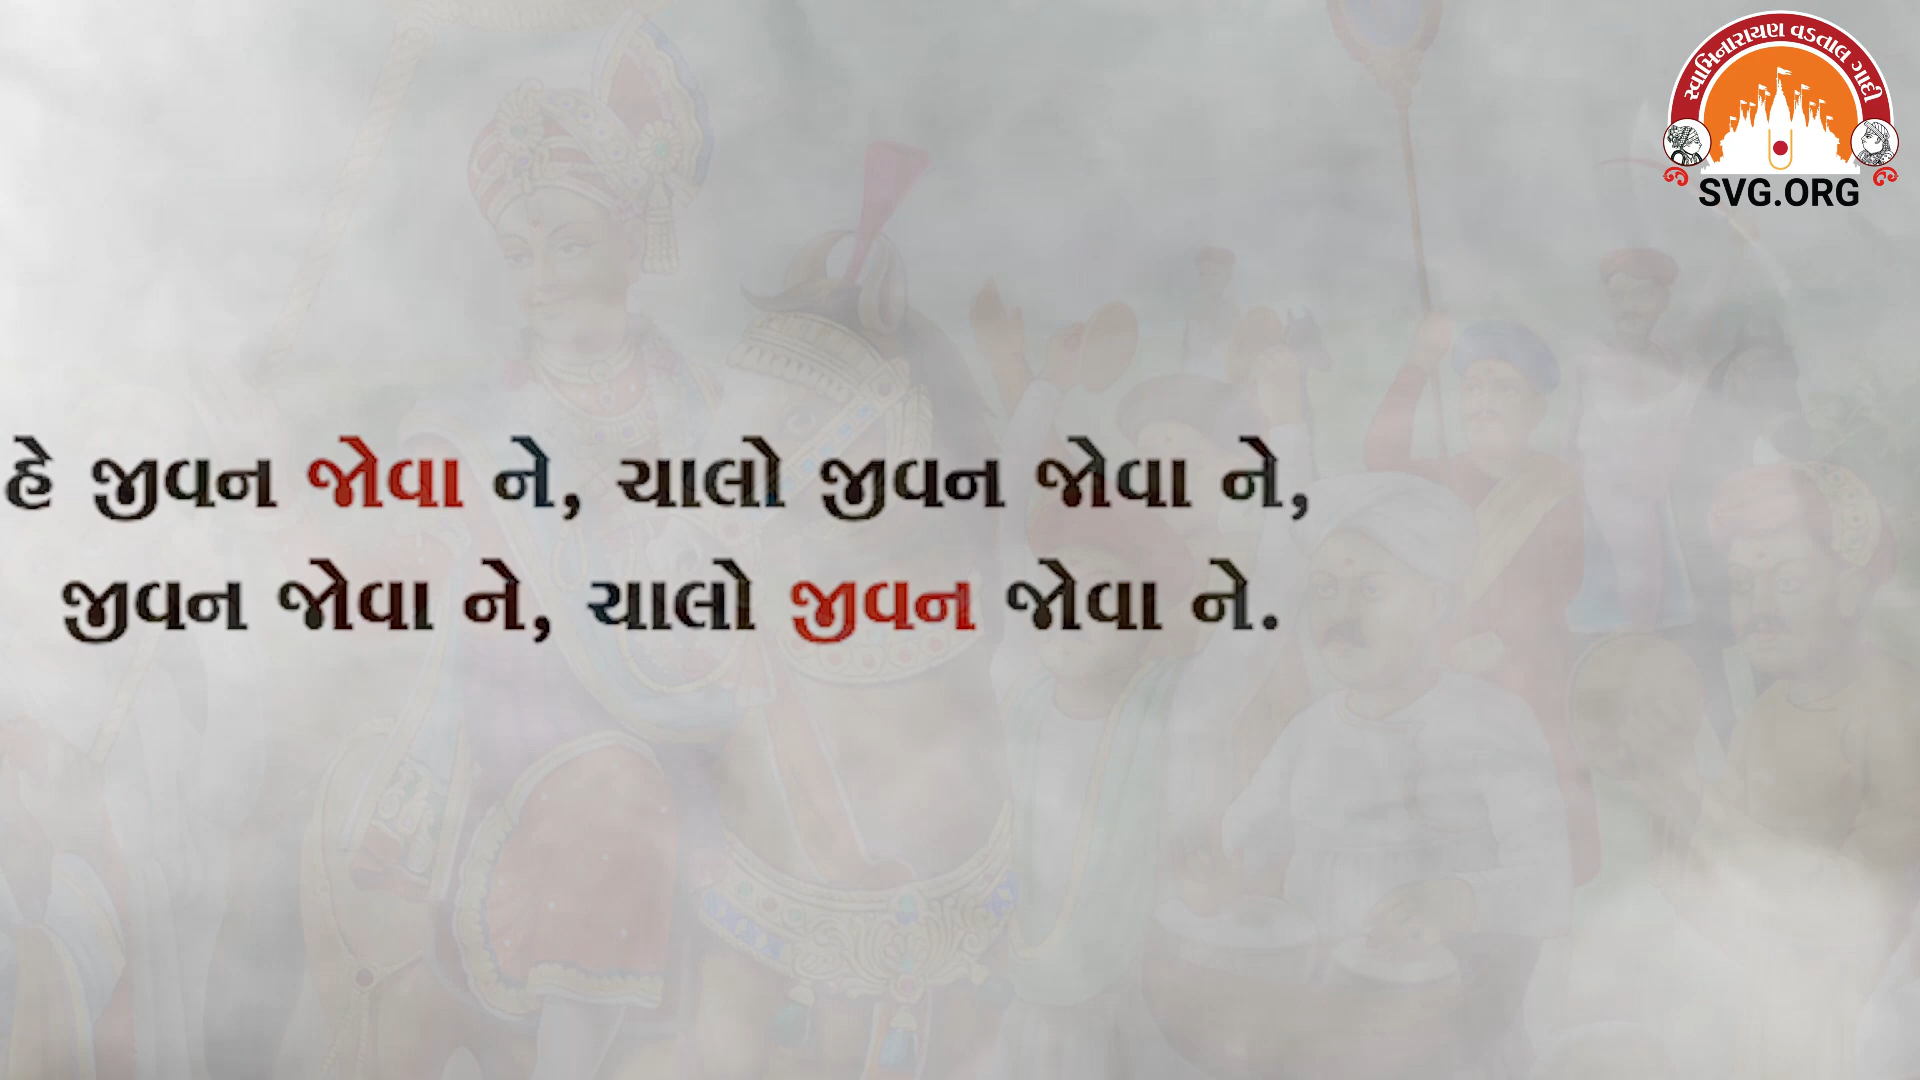 સ્વામિનારાયણ વડતાલ ગાદી
SVG.ORG
હે જીવન જોવા ને, ચાલો જીવન જોવા ને,
જીવન જોવા ને, ચાલો જીવન જોવા ને.